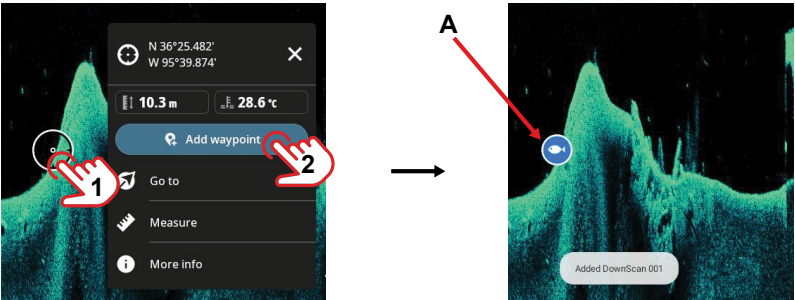 N 36°25.482'
W 95°39.874'
10.3 m
28.6 °C
Add waypoint
Go to
Measure
More info
1
2
A
Added DownScan 001